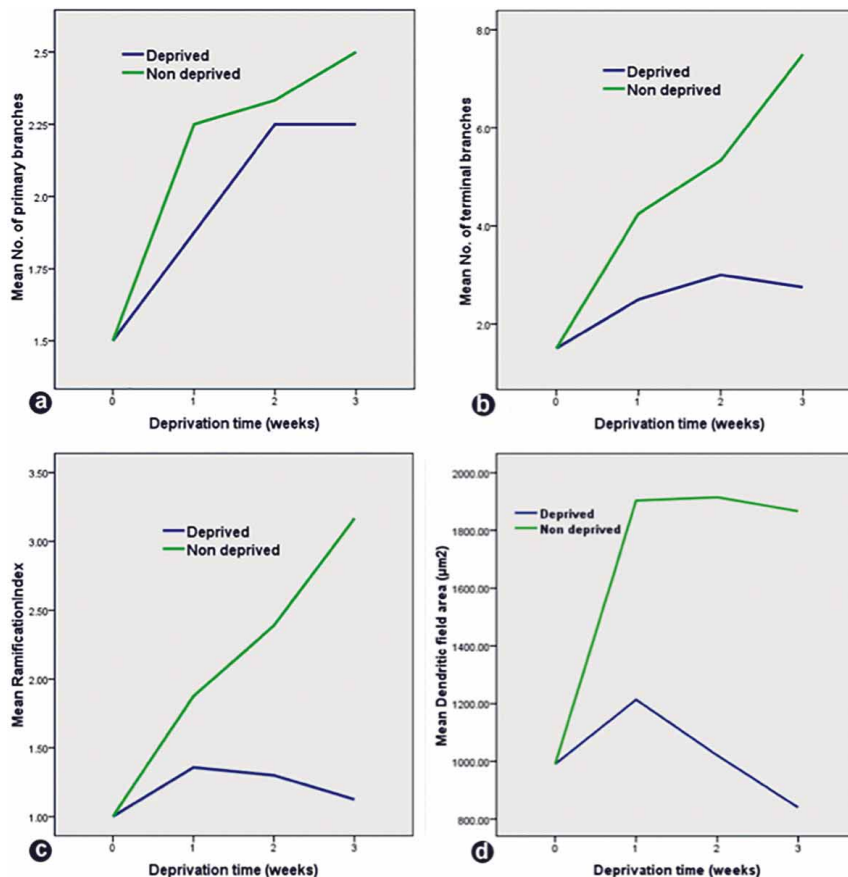 Mean No. of primary branches
2.5
2.25
2.0
1.75
1.5
Deprived
Non deprived
0 1 2 3
Deprivation time (weeks)
a
Mean No. of terminal branches
8.0
6.0
4.0
2.0
Deprived
Non deprived
0 1 2 3
Deprivation time (weeks)
b
Mean RamificationIndex
3.50
3.00
2.50
2.00
1.50
1.00
Deprived
Non deprived
0 1 2 3
Deprivation time (weeks)
c
Mean Dendritic field area (µm2)
2000.00
1800.00
1600.00
1400.00
1200.00
1000.00
800.00
Deprived
Non deprived
0 1 2 3
Deprivation time (weeks)
d